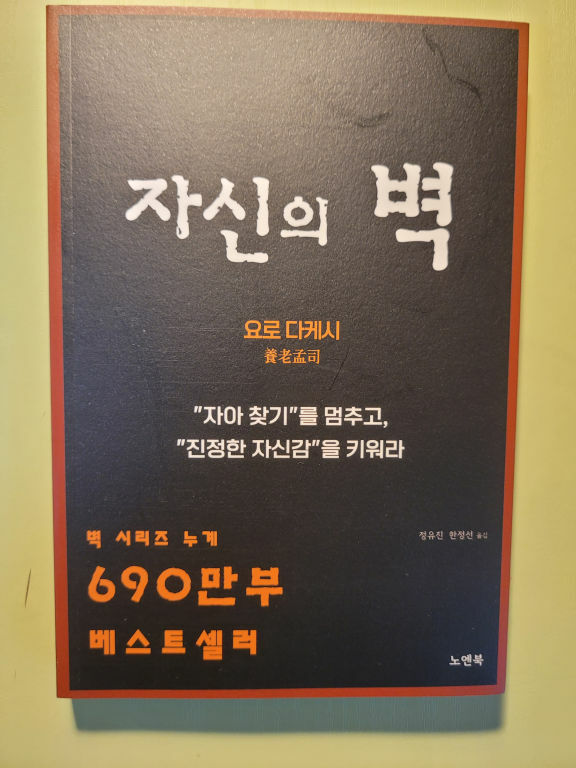 자신의 벽
요로 다케시
養老孟司
"자아 찾기"를 멈추고,
"진정한 자신감"을 키워라
정유진 한정선 옮김
벽 시리즈 누계
690만부
베스트셀러
노엔북